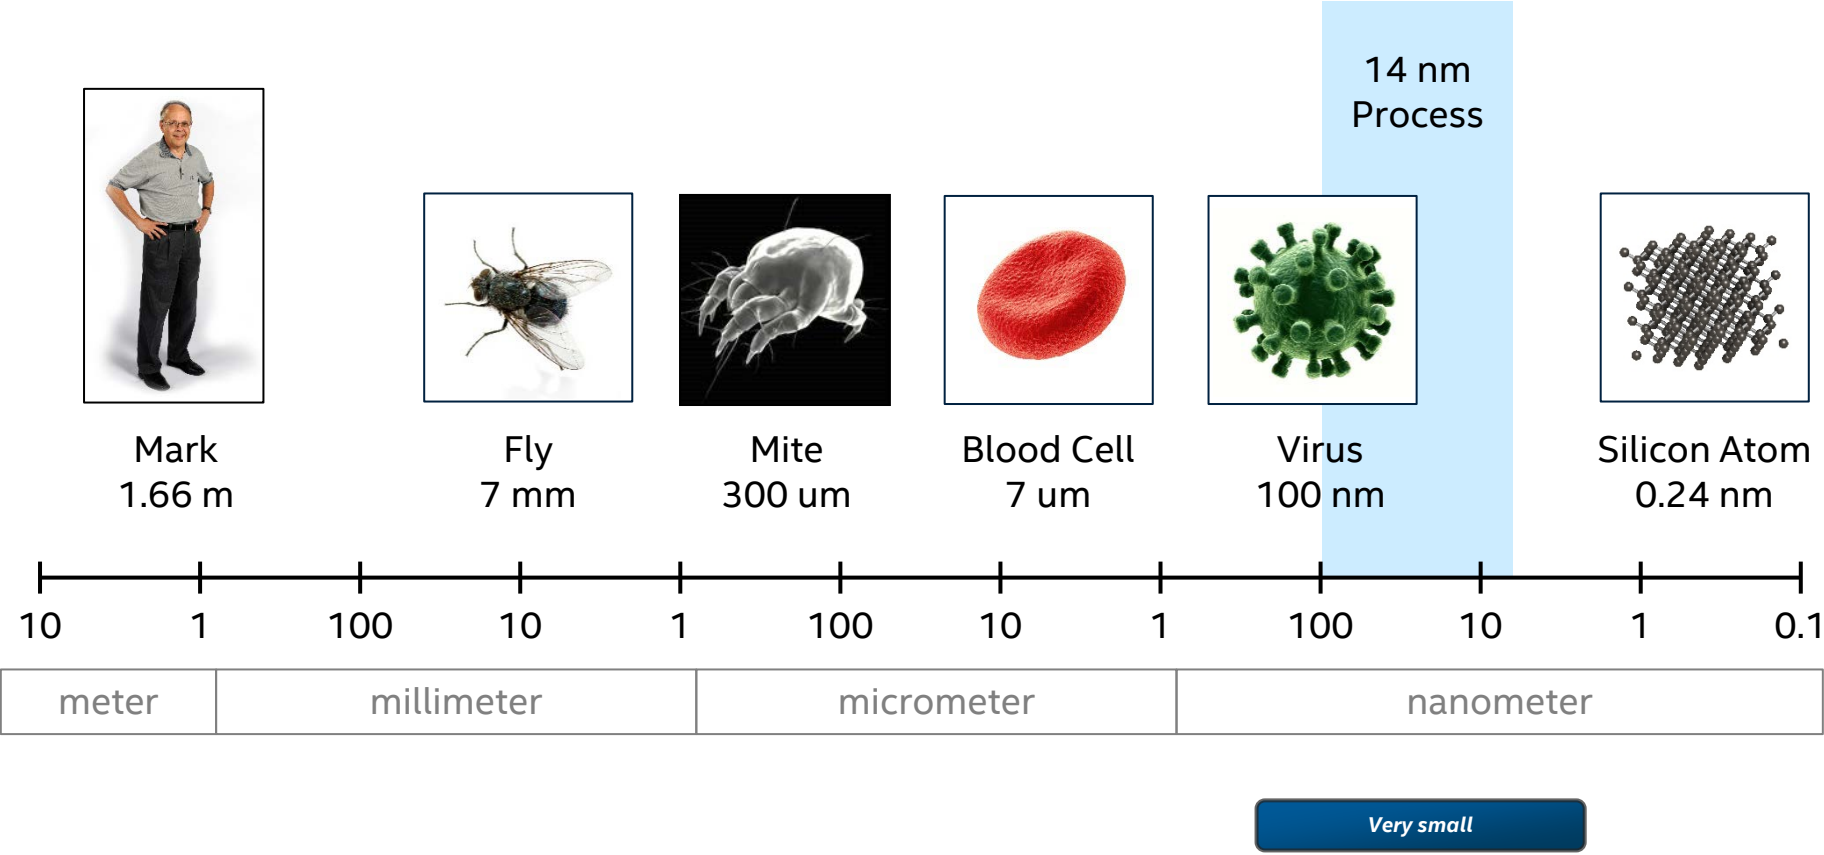 14 nm
Process
Mark
1.66 m
Fly
7 mm
Mite
300 um
Blood Cell
7 um
Virus
100 nm
Silicon Atom
0.24 nm
10 1 100 10 1 100 10 1 100 10 1 0.1
meter millimeter micrometer nanometer
Very small